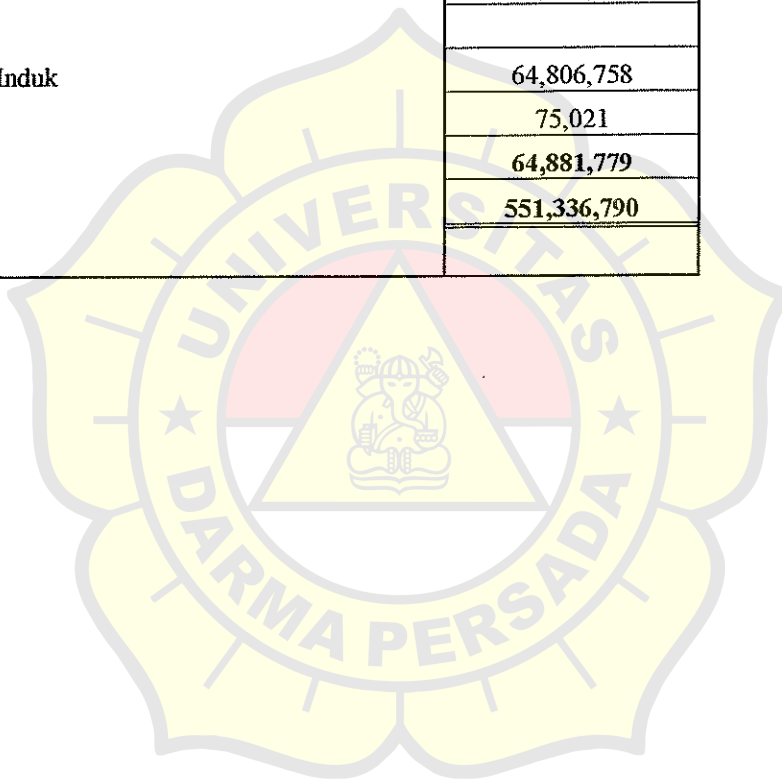 Induk 64,806,758
75,021
64,881,779
551,336,790
UNIVERSITAS
DARMA PERSADA